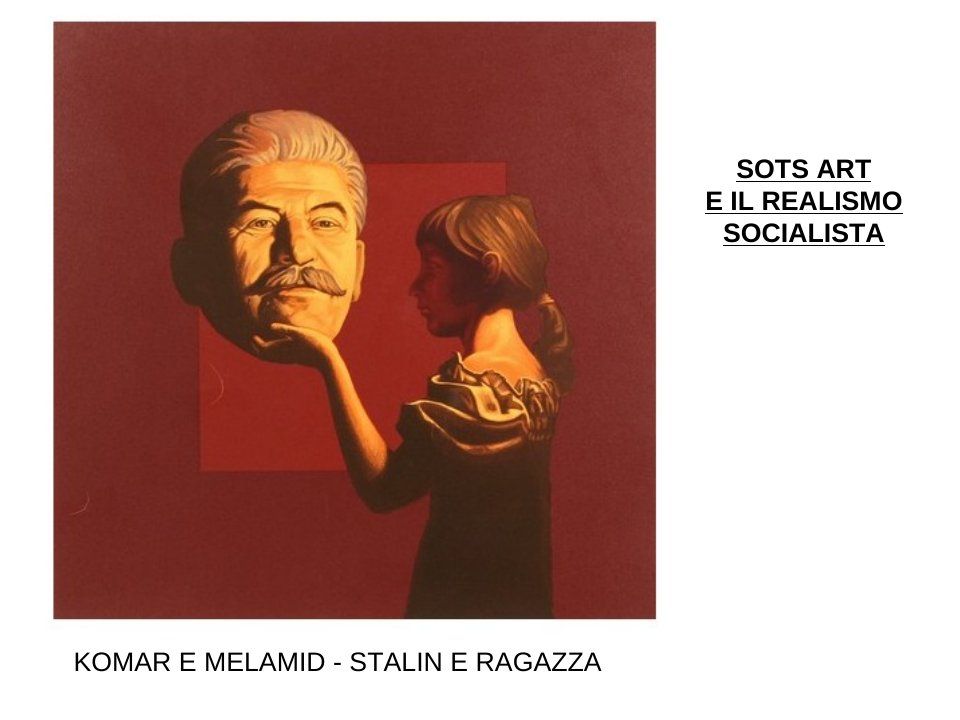 SOTS ART
E IL REALISMO
SOCIALISTA
KOMAR E MELAMID - STALIN E RAGAZZA